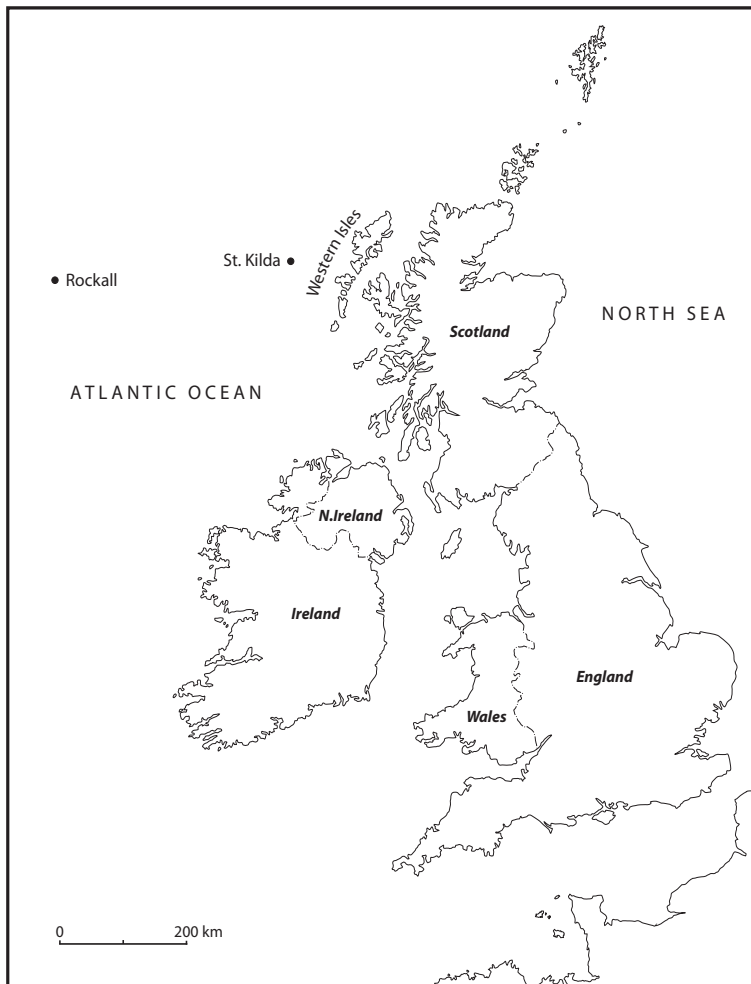 Western Isles
St. Kilda
Rockall
Scotland
NORTH SEA
ATLANTIC OCEAN
N.Ireland
Ireland
England
Wales
0 200 km